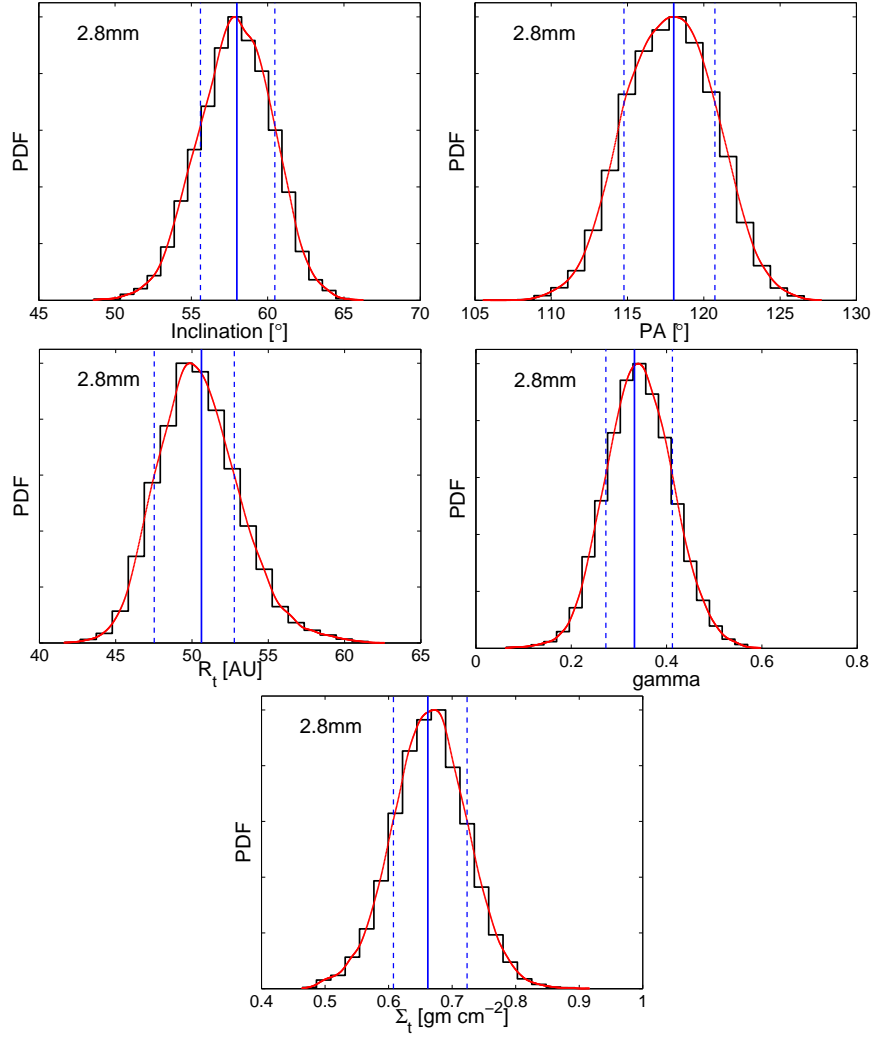 2.8mm
PDF
45 50 55 60 65 70
Inclination [°]
2.8mm
PDF
105 110 115 120 125 130
PA [°]
2.8mm
PDF
40 45 50 55 60 65
R_t [AU]
2.8mm
PDF
0 0.2 0.4 0.6 0.8
gamma
2.8mm
PDF
0.4 0.5 0.6 0.7 0.8 0.9 1
Σ_t [gm cm⁻²]